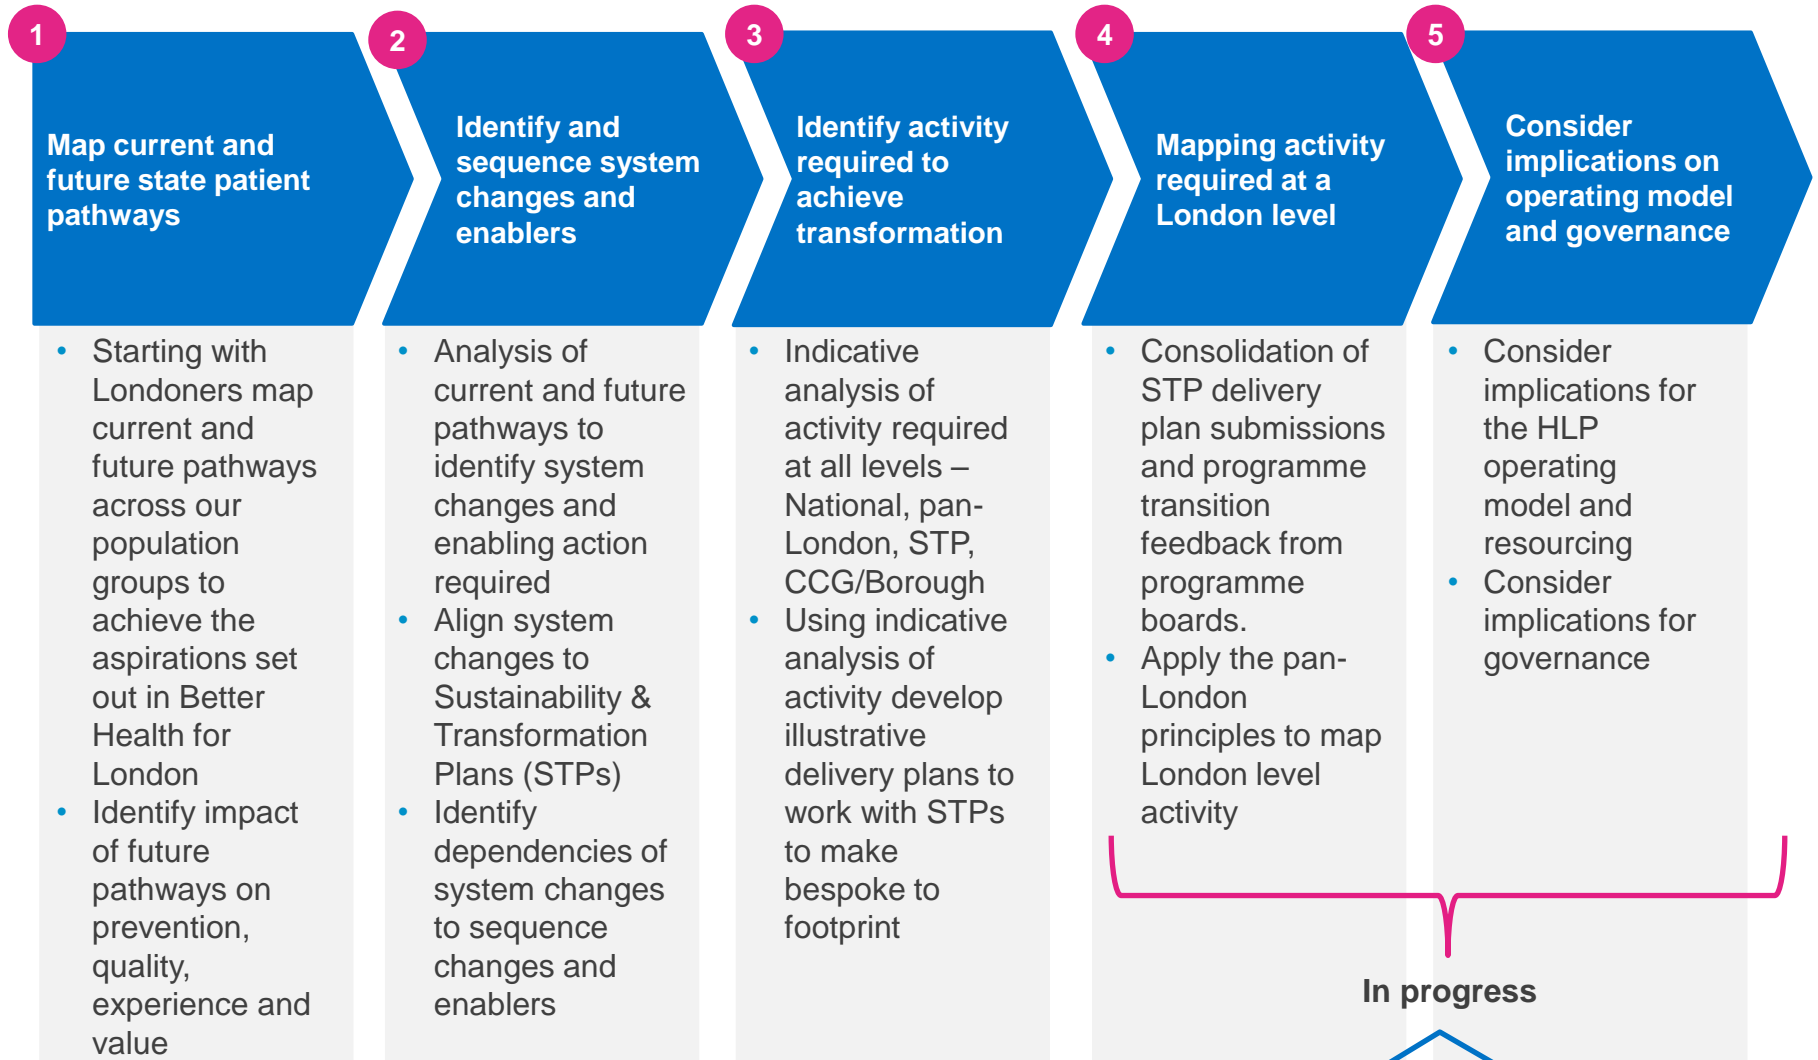 1
Map current and
future state patient
pathways
• Starting with
Londoners map
current and
future pathways
across our
population
groups to
achieve the
aspirations set
out in Better
Health for
London
• Identify impact
of future
pathways on
prevention,
quality,
experience and
value
2
Identify and
sequence system
changes and
enablers
• Analysis of
current and future
pathways to
identify system
changes and
enabling action
required
• Align system
changes to
Sustainability &
Transformation
Plans (STPs)
• Identify
dependencies of
system changes
to sequence
changes and
enablers
3
Identify activity
required to
achieve
transformation
• Indicative
analysis of
activity required
at all levels –
National, pan-
London, STP,
CCG/Borough
• Using indicative
analysis of
activity develop
illustrative
delivery plans to
work with STPs
to make
bespoke to
footprint
4
Mapping activity
required at a
London level
• Consolidation of
STP delivery
plan submissions
and programme
transition
feedback from
programme
boards.
• Apply the pan-
London
principles to map
London level
activity
5
Consider
implications on
operating model
and governance
• Consider
implications for
the HLP
operating
model and
resourcing
• Consider
implications for
governance
In progress